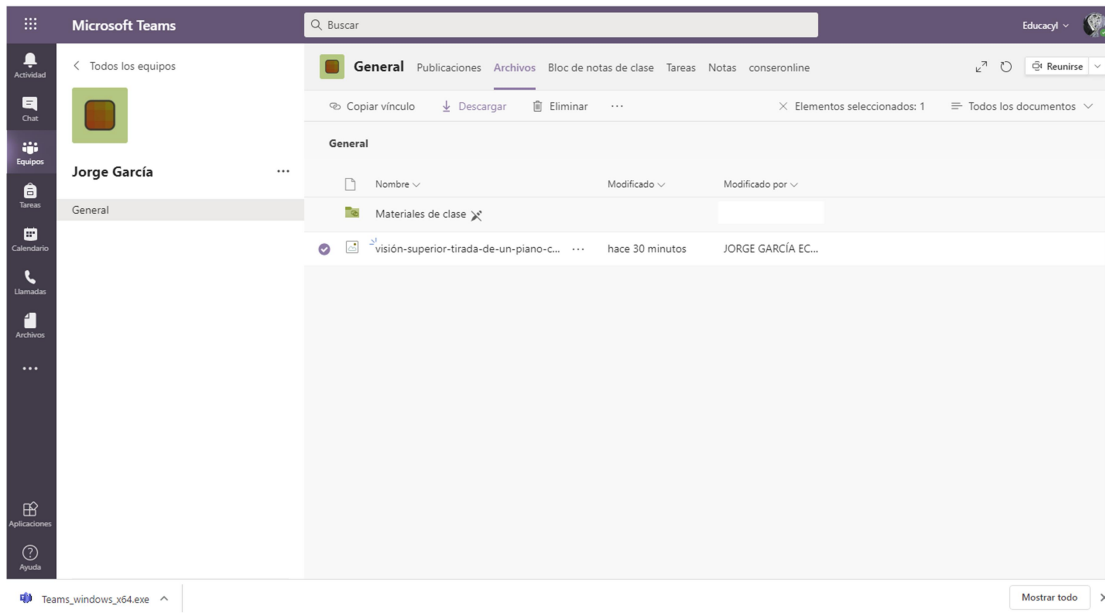 Microsoft Teams
Buscar
Educacyl
Actividad
Chat
Equipos
Tareas
Calendario
Llamadas
Archivos
Aplicaciones
Ayuda
Todos los equipos
Jorge García
General
General Publicaciones Archivos Bloc de notas de clase Tareas Notas conseronline
Reunirse
Copiar vínculo Descargar Eliminar ... Elementos seleccionados: 1 Todos los documentos
General
Nombre Modificado Modificado por
Materiales de clase
visión-superior-tirada-de-un-piano-c... ... hace 30 minutos JORGE GARCÍA EC...
Teams_windows_x64.exe
Mostrar todo